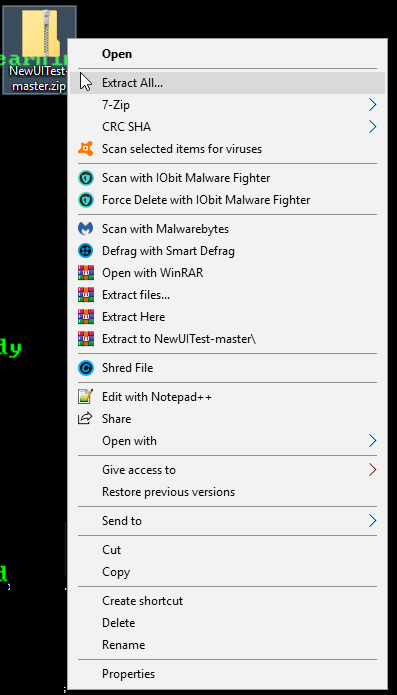 earnin
NewUITest-
master.zip
Open
Extract All...
7-Zip
CRC SHA
Scan selected items for viruses
Scan with IObit Malware Fighter
Force Delete with IObit Malware Fighter
Scan with Malwarebytes
Defrag with Smart Defrag
Open with WinRAR
Extract files...
Extract Here
Extract to NewUITest-master\
dy
Shred File
Edit with Notepad++
Share
Open with
Give access to
Restore previous versions
Send to
Cut
Copy
d
Create shortcut
Delete
Rename
Properties